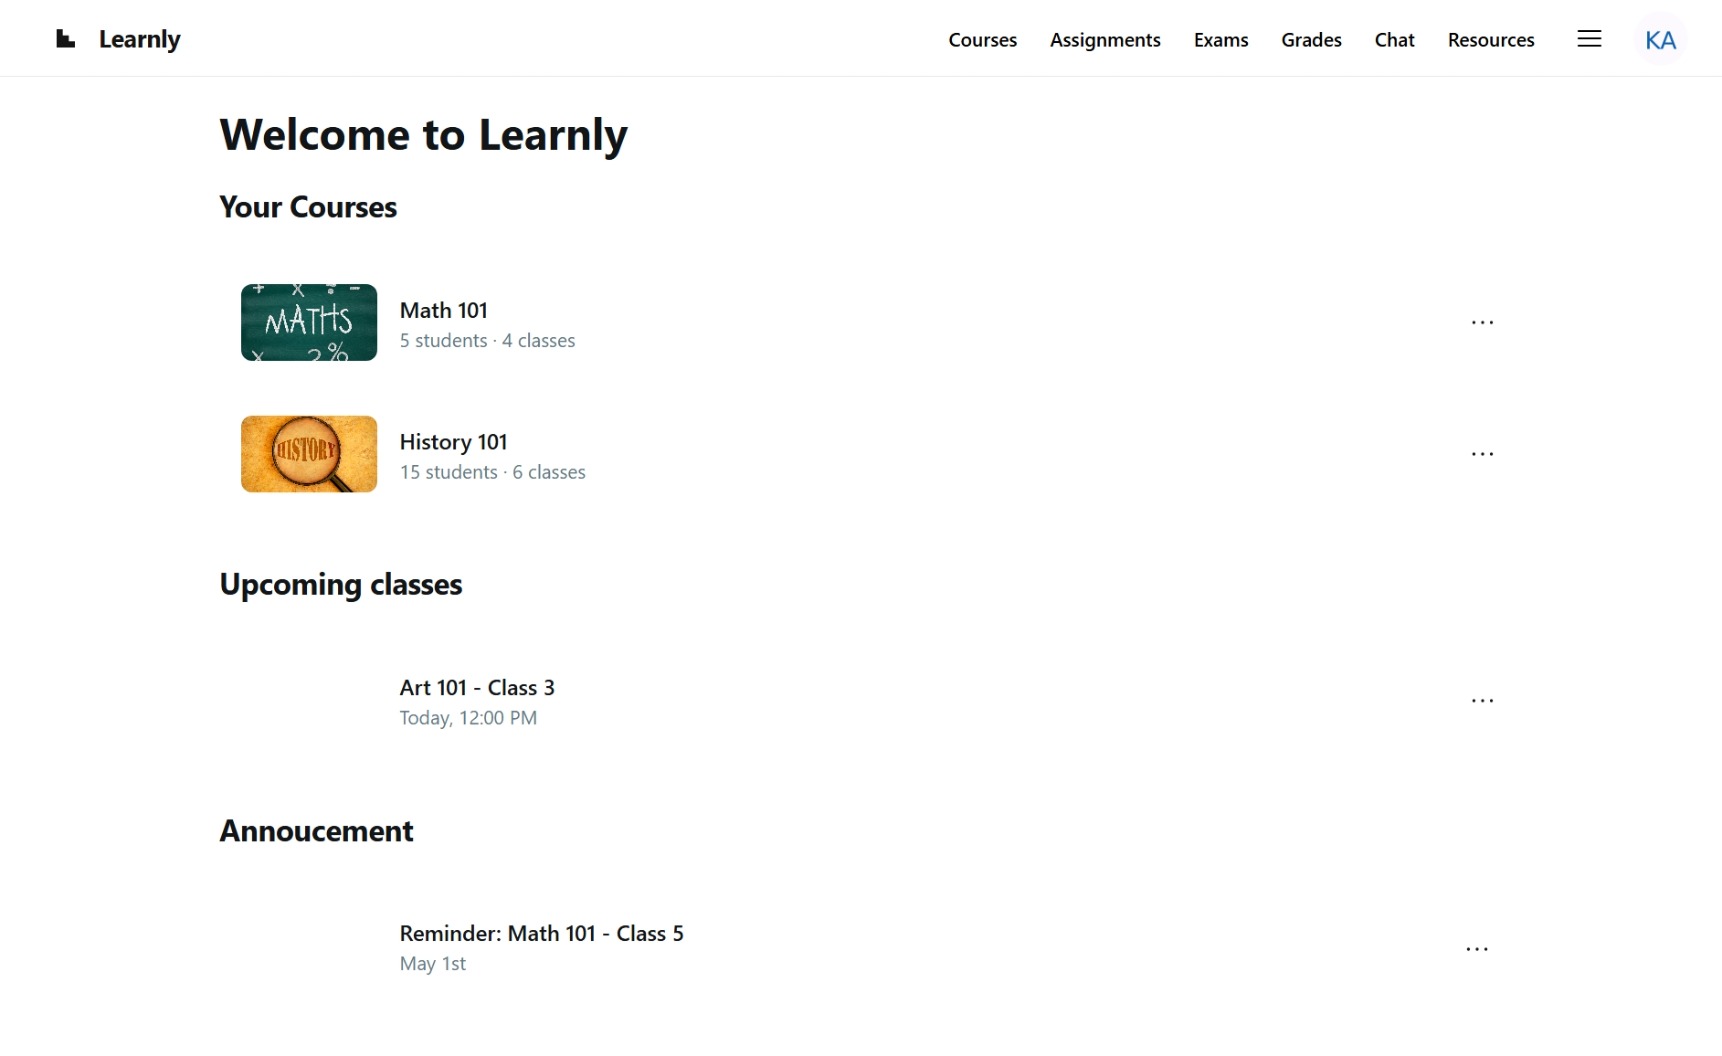 Learnly
Courses Assignments Exams Grades Chat Resources KA
Welcome to Learnly
Your Courses
+ x ÷ -
MATHS
x 2%
Math 101
5 students · 4 classes
...
HISTORY
History 101
15 students · 6 classes
...
Upcoming classes
Art 101 - Class 3
Today, 12:00 PM
...
Annoucement
Reminder: Math 101 - Class 5
May 1st
...